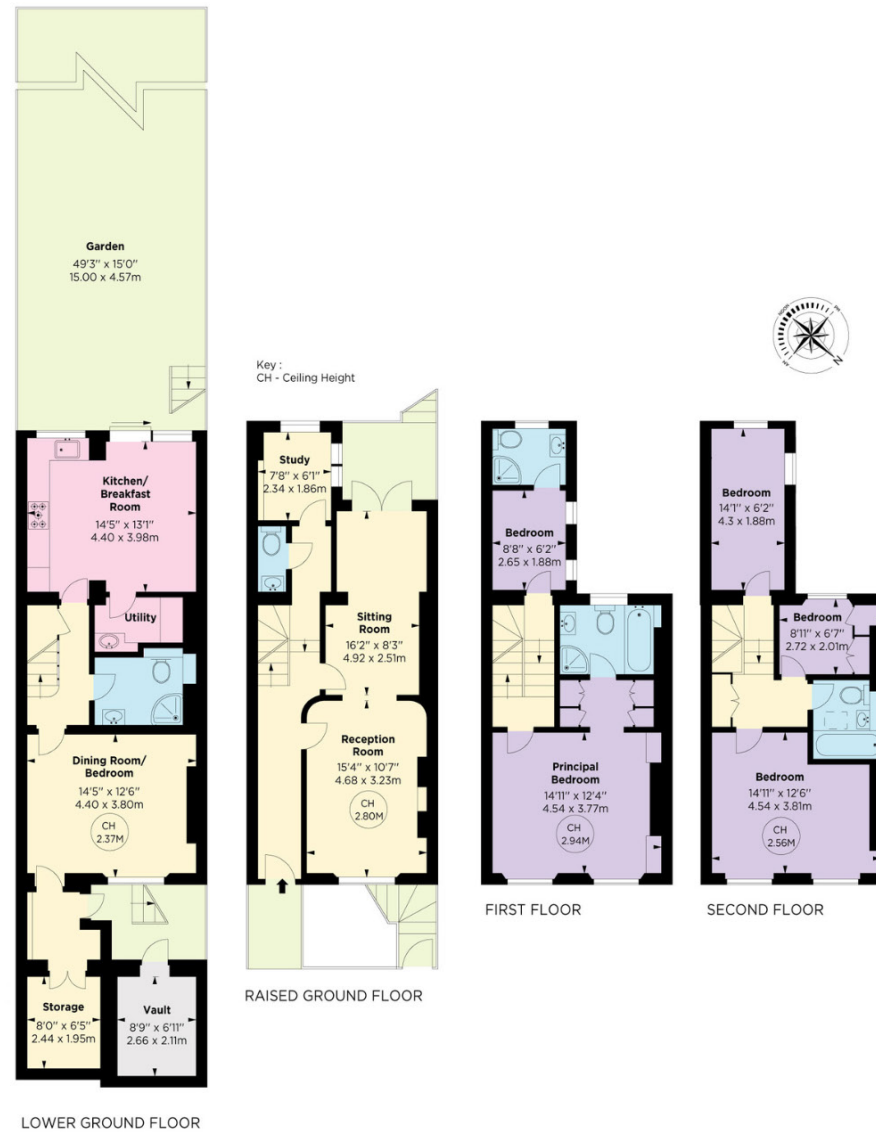 Garden
49'3" x 15'0"
15.00 x 4.57m
Key :
CH - Ceiling Height
N
Kitchen/
Breakfast
Room
14'5" x 13'1"
4.40 x 3.98m
Utility
Dining Room/
Bedroom
14'5" x 12'6"
4.40 x 3.80m
CH
2.37M
Storage
8'0" x 6'5"
2.44 x 1.95m
Vault
8'9" x 6'11"
2.66 x 2.11m
LOWER GROUND FLOOR
Study
7'8" x 6'1"
2.34 x 1.86m
Sitting
Room
16'2" x 8'3"
4.92 x 2.51m
Reception
Room
15'4" x 10'7"
4.68 x 3.23m
CH
2.80M
RAISED GROUND FLOOR
Bedroom
8'8" x 6'2"
2.65 x 1.88m
Principal
Bedroom
14'11" x 12'4"
4.54 x 3.77m
CH
2.94M
FIRST FLOOR
Bedroom
14'1" x 6'2"
4.3 x 1.88m
Bedroom
8'11" x 6'7"
2.72 x 2.01m
Bedroom
14'11" x 12'6"
4.54 x 3.81m
CH
2.56M
SECOND FLOOR